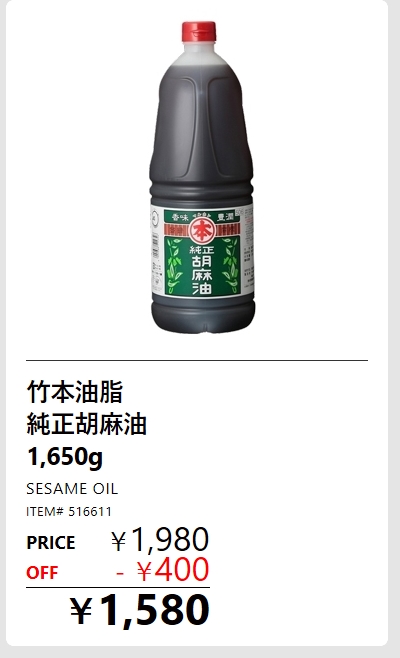 香味 豊潤
本
純正
胡麻油
竹本油脂
純正胡麻油
1,650g
SESAME OIL
ITEM# 516611
PRICE ￥1,980
OFF - ￥400
￥1,580